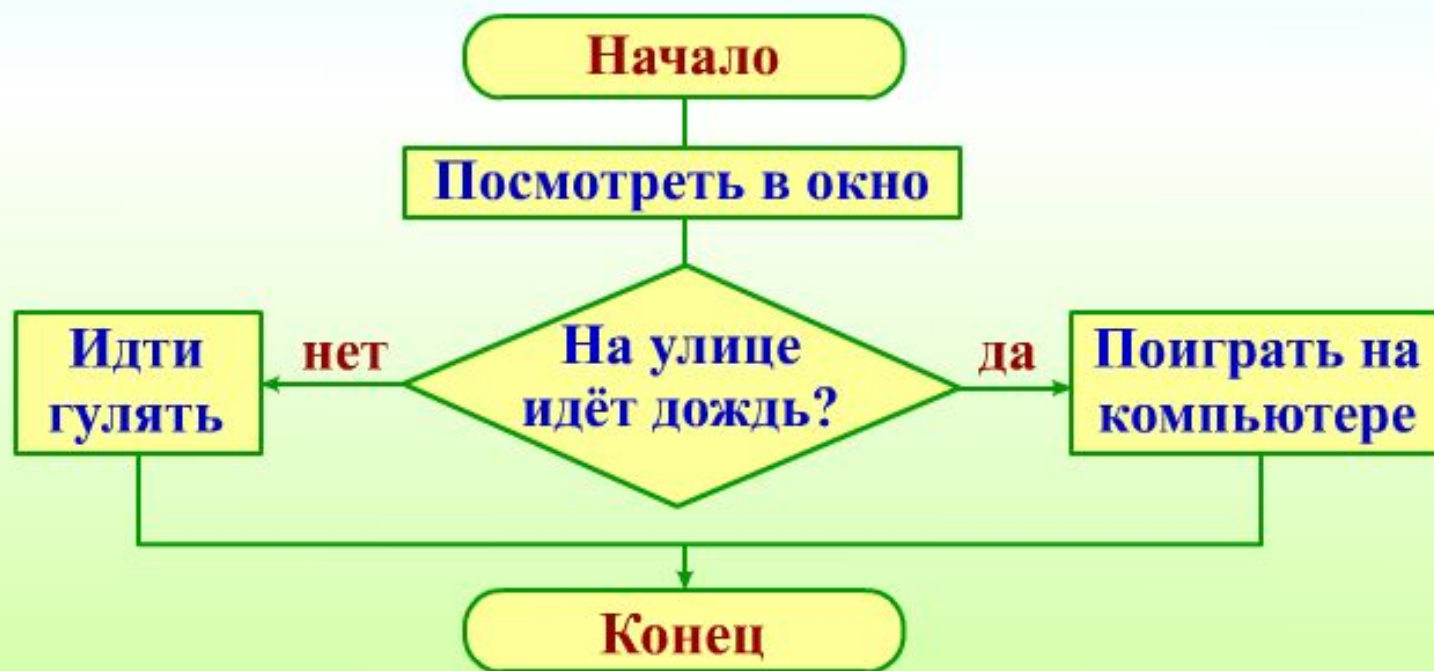 Начало
Посмотреть в окно
На улице
идёт дождь?
нет
Идти
гулять
да
Поиграть на
компьютере
Конец